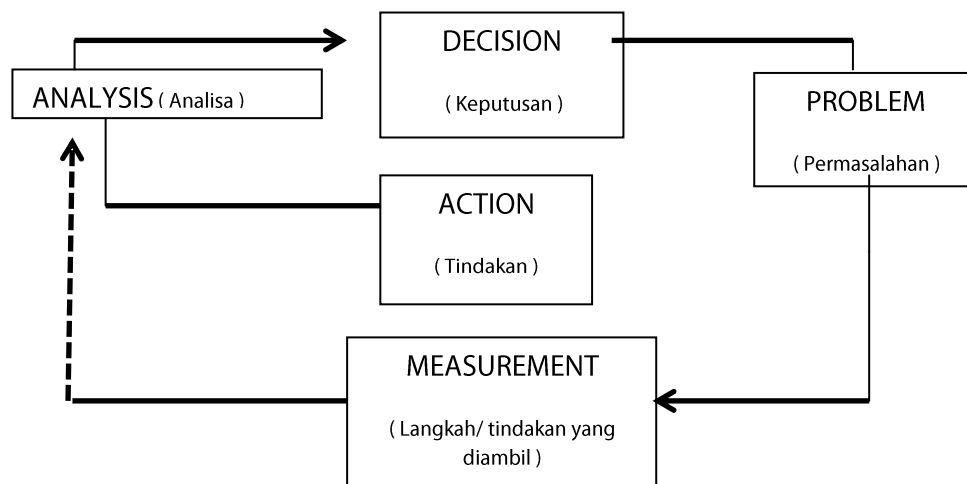 DECISION
( Keputusan )
ANALYSIS ( Analisa )
PROBLEM
( Permasalahan )
ACTION
( Tindakan )
MEASUREMENT
( Langkah/ tindakan yang
diambil )